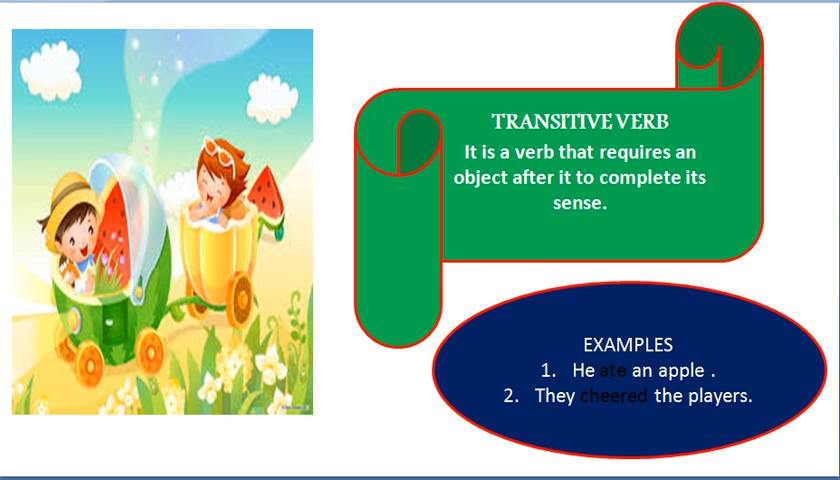 TRANSITIVE VERB
It is a verb that requires an
object after it to complete its
sense.
EXAMPLES
1. He ate an apple .
2. They cheered the players.